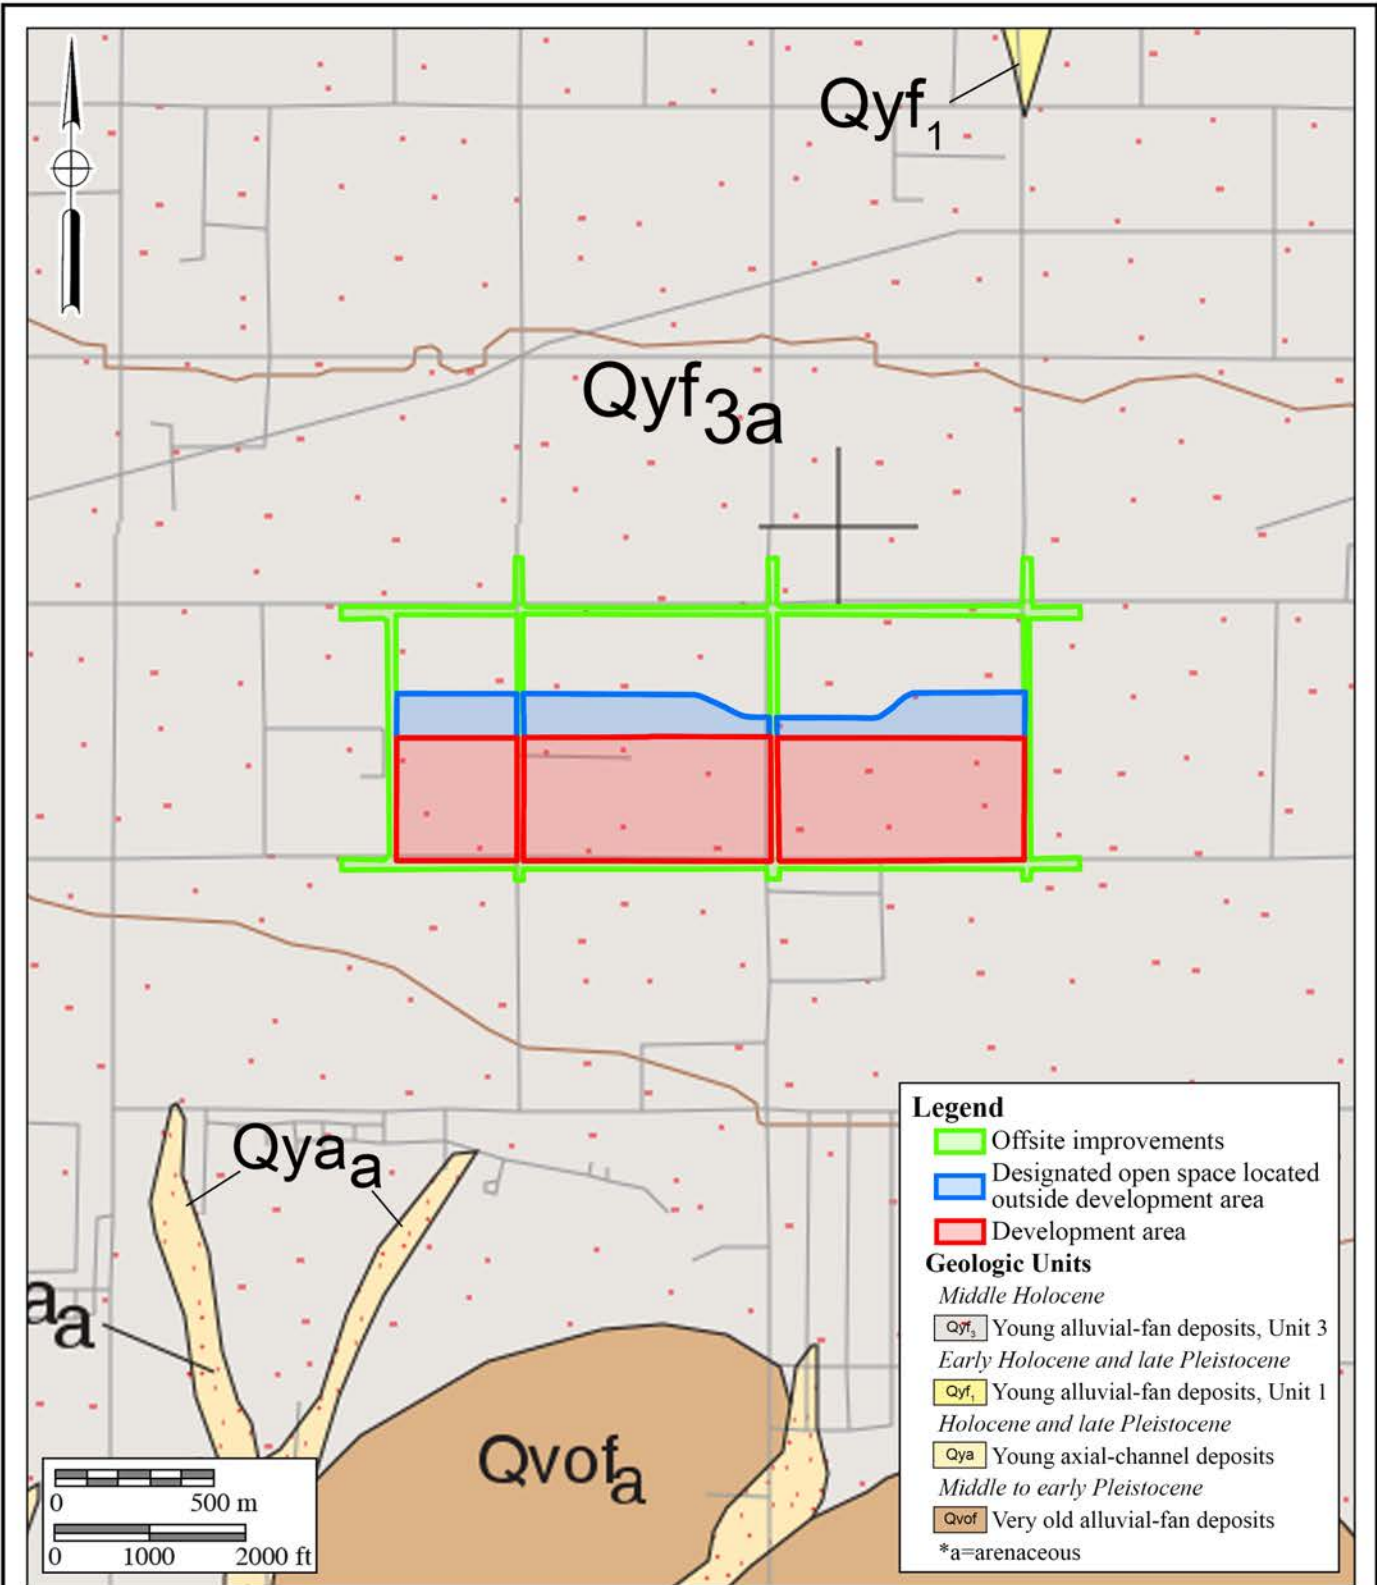 Qyf1
Qyf3a
Qyaa
aa
Qvofa
0 500 m
0 1000 2000 ft
Legend
Offsite improvements
Designated open space located
outside development area
Development area
Geologic Units
Middle Holocene
Qyf3 Young alluvial-fan deposits, Unit 3
Early Holocene and late Pleistocene
Qyf1 Young alluvial-fan deposits, Unit 1
Holocene and late Pleistocene
Qya Young axial-channel deposits
Middle to early Pleistocene
Qvof Very old alluvial-fan deposits
*a=arenaceous